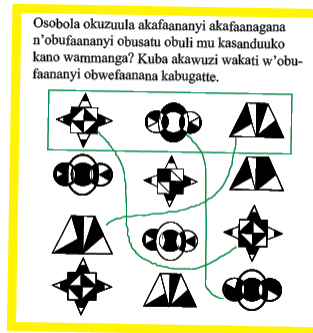 Osobola okuzuula akafaananyi akafaanagana
n'obufaananyi obusatu obuli mu kasanduuko
kano wammanga? Kuba akawuzi wakati w'obu-
faananyi obwefaanana kabugatte.